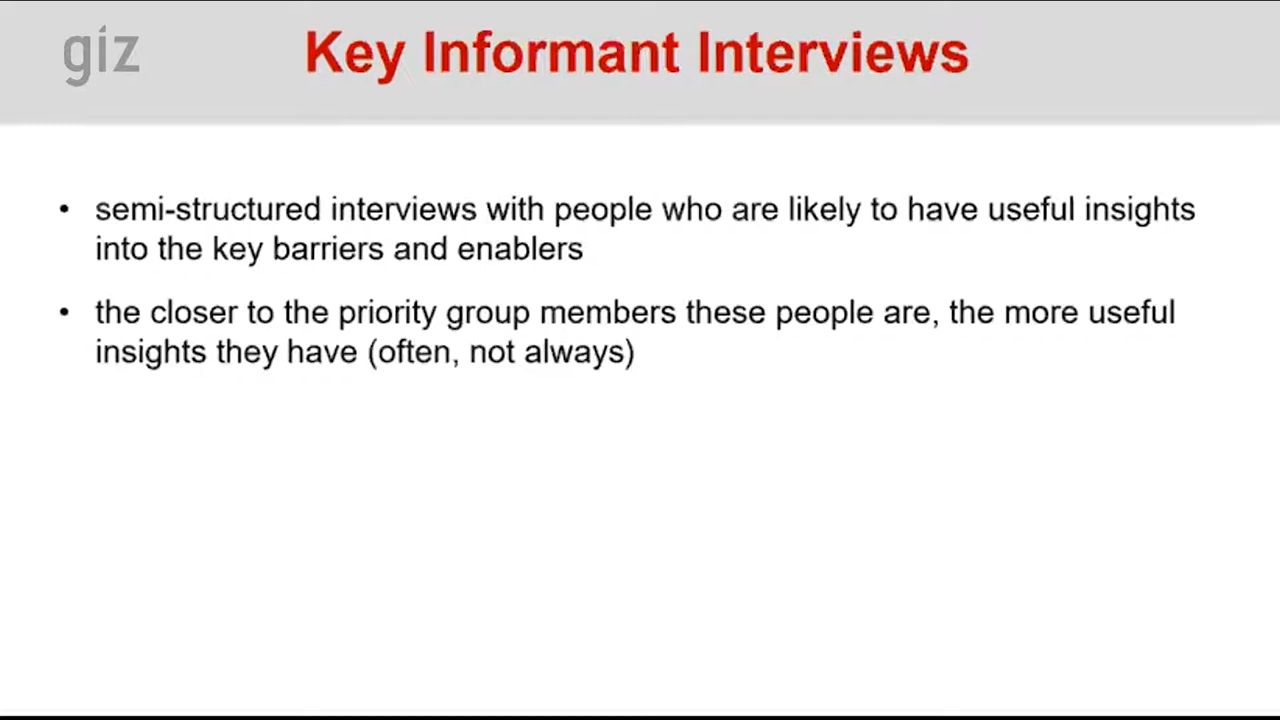 giz
Key Informant Interviews
• semi-structured interviews with people who are likely to have useful insights
into the key barriers and enablers
• the closer to the priority group members these people are, the more useful
insights they have (often, not always)